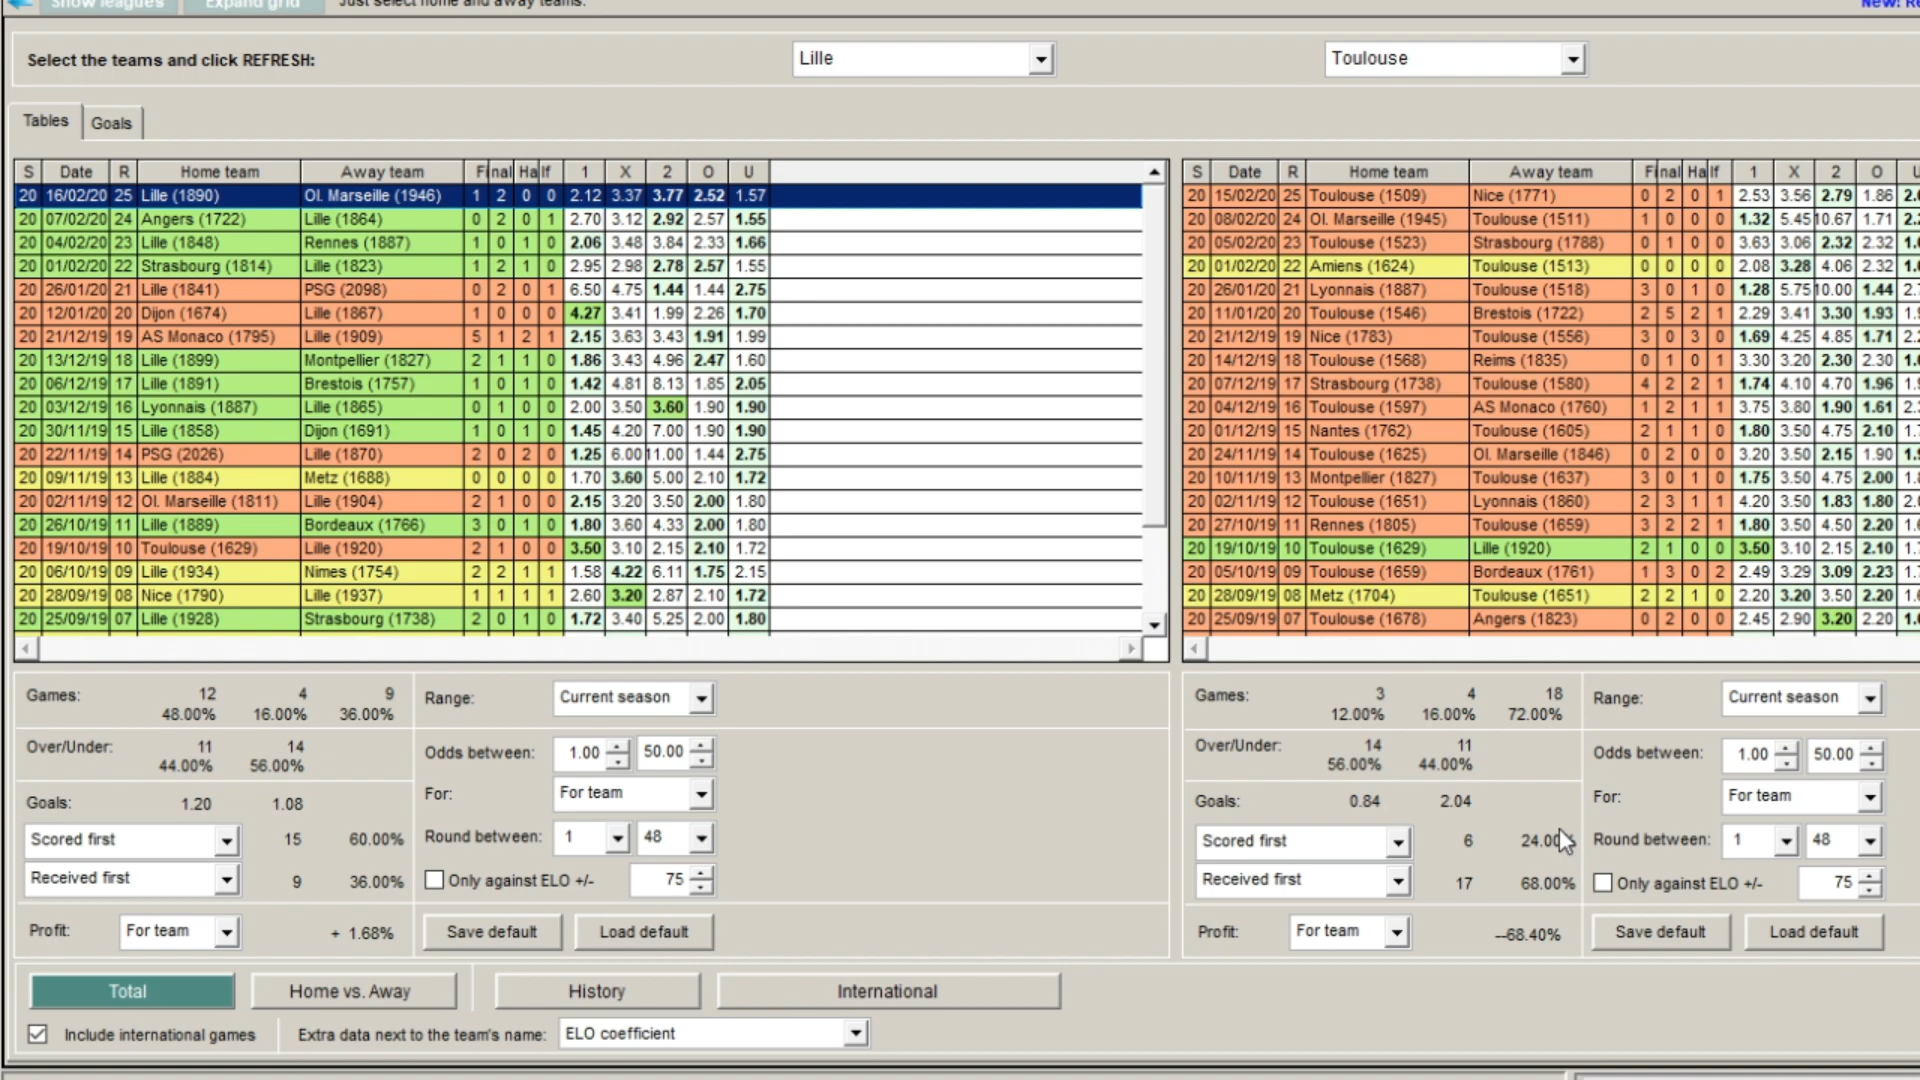 Show leagues Expand grid Just select home and away teams. New: Re
Select the teams and click REFRESH: Lille Toulouse
Tables Goals
S Date R Home team Away team Final Half 1 X 2 O U
20 16/02/20 25 Lille (1890) Ol. Marseille (1946) 1 2 0 0 2.12 3.37 3.77 2.52 1.57
20 07/02/20 24 Angers (1722) Lille (1864) 0 2 0 1 2.70 3.12 2.92 2.57 1.55
20 04/02/20 23 Lille (1848) Rennes (1887) 1 0 1 0 2.06 3.48 3.84 2.33 1.66
20 01/02/20 22 Strasbourg (1814) Lille (1823) 1 2 1 0 2.95 2.98 2.78 2.57 1.55
20 26/01/20 21 Lille (1841) PSG (2098) 0 2 0 1 6.50 4.75 1.44 1.44 2.75
20 12/01/20 20 Dijon (1674) Lille (1867) 1 0 0 0 4.27 3.41 1.99 2.26 1.70
20 21/12/19 19 AS Monaco (1795) Lille (1909) 5 1 2 1 2.15 3.63 3.43 1.91 1.99
20 13/12/19 18 Lille (1899) Montpellier (1827) 2 1 1 0 1.86 3.43 4.96 2.47 1.60
20 06/12/19 17 Lille (1891) Brestois (1757) 1 0 1 0 1.42 4.81 8.13 1.85 2.05
20 03/12/19 16 Lyonnais (1887) Lille (1865) 0 1 0 0 2.00 3.50 3.60 1.90 1.90
20 30/11/19 15 Lille (1858) Dijon (1691) 1 0 1 0 1.45 4.20 7.00 1.90 1.90
20 22/11/19 14 PSG (2026) Lille (1870) 2 0 2 0 1.25 6.00 11.00 1.44 2.75
20 09/11/19 13 Lille (1884) Metz (1688) 0 0 0 0 1.70 3.60 5.00 2.10 1.72
20 02/11/19 12 Ol. Marseille (1811) Lille (1904) 2 1 0 0 2.15 3.20 3.50 2.00 1.80
20 26/10/19 11 Lille (1889) Bordeaux (1766) 3 0 1 0 1.80 3.60 4.33 2.00 1.80
20 19/10/19 10 Toulouse (1629) Lille (1920) 2 1 0 0 3.50 3.10 2.15 2.10 1.72
20 06/10/19 09 Lille (1934) Nimes (1754) 2 2 1 1 1.58 4.22 6.11 1.75 2.15
20 28/09/19 08 Nice (1790) Lille (1937) 1 1 1 1 2.60 3.20 2.87 2.10 1.72
20 25/09/19 07 Lille (1928) Strasbourg (1738) 2 0 1 0 1.72 3.40 5.25 2.00 1.80
S Date R Home team Away team Final Half 1 X 2 O U
20 15/02/20 25 Toulouse (1509) Nice (1771) 0 2 0 1 2.53 3.56 2.79 1.86
20 08/02/20 24 Ol. Marseille (1945) Toulouse (1511) 1 0 0 0 1.32 5.45 10.67 1.71
20 05/02/20 23 Toulouse (1523) Strasbourg (1788) 0 1 0 0 3.63 3.06 2.32 2.32
20 01/02/20 22 Amiens (1624) Toulouse (1513) 0 0 0 0 2.08 3.28 4.06 2.32
20 26/01/20 21 Lyonnais (1887) Toulouse (1518) 3 0 1 0 1.28 5.75 10.00 1.44
20 11/01/20 20 Toulouse (1546) Brestois (1722) 2 5 2 1 2.29 3.41 3.30 1.93
20 21/12/19 19 Nice (1783) Toulouse (1556) 3 0 3 0 1.69 4.25 4.85 1.71
20 14/12/19 18 Toulouse (1568) Reims (1835) 0 1 0 1 3.30 3.20 2.30 2.30
20 07/12/19 17 Strasbourg (1738) Toulouse (1580) 4 2 2 1 1.74 4.10 4.70 1.96
20 04/12/19 16 Toulouse (1597) AS Monaco (1760) 1 2 1 1 3.75 3.80 1.90 1.61
20 01/12/19 15 Nantes (1762) Toulouse (1605) 2 1 1 0 1.80 3.50 4.75 2.10
20 24/11/19 14 Toulouse (1625) Ol. Marseille (1846) 0 2 0 0 3.20 3.50 2.15 1.90
20 10/11/19 13 Montpellier (1827) Toulouse (1637) 3 0 1 0 1.75 3.50 4.75 2.00
20 02/11/19 12 Toulouse (1651) Lyonnais (1860) 2 3 1 1 4.20 3.50 1.83 1.80
20 27/10/19 11 Rennes (1805) Toulouse (1659) 3 2 2 1 1.80 3.50 4.50 2.20
20 19/10/19 10 Toulouse (1629) Lille (1920) 2 1 0 0 3.50 3.10 2.15 2.10
20 05/10/19 09 Toulouse (1659) Bordeaux (1761) 1 3 0 2 2.49 3.29 3.09 2.23
20 28/09/19 08 Metz (1704) Toulouse (1651) 2 2 1 0 2.20 3.20 3.50 2.20
20 25/09/19 07 Toulouse (1678) Angers (1823) 0 2 0 0 2.45 2.90 3.20 2.20
Games: 12 4 9
48.00% 16.00% 36.00%
Over/Under: 11 14
44.00% 56.00%
Goals: 1.20 1.08
Scored first 15 60.00%
Received first 9 36.00%
Profit: For team + 1.68%
Range: Current season
Odds between: 1.00 50.00
For: For team
Round between: 1 48
Only against ELO +/- 75
Save default Load default
Games: 3 4 18
12.00% 16.00% 72.00%
Over/Under: 14 11
56.00% 44.00%
Goals: 0.84 2.04
Scored first 6 24.00%
Received first 17 68.00%
Profit: For team --68.40%
Range: Current season
Odds between: 1.00 50.00
For: For team
Round between: 1 48
Only against ELO +/- 75
Save default Load default
Total Home vs. Away History International
Include international games Extra data next to the team's name: ELO coefficient